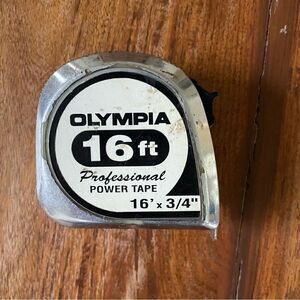 OLYMPIA
16ft
Professional
POWER TAPE
16' x 3/4"